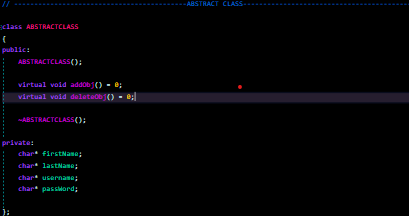 // -----------------------------------------ABSTRACT CLASS-----------------------------------------
class ABSTRACTCLASS
{
public:
ABSTRACTCLASS();
virtual void addObj() = 0;
virtual void deleteObj() = 0;
~ABSTRACTCLASS();
private:
char* firstName;
char* lastName;
char* username;
char* passWord;
};